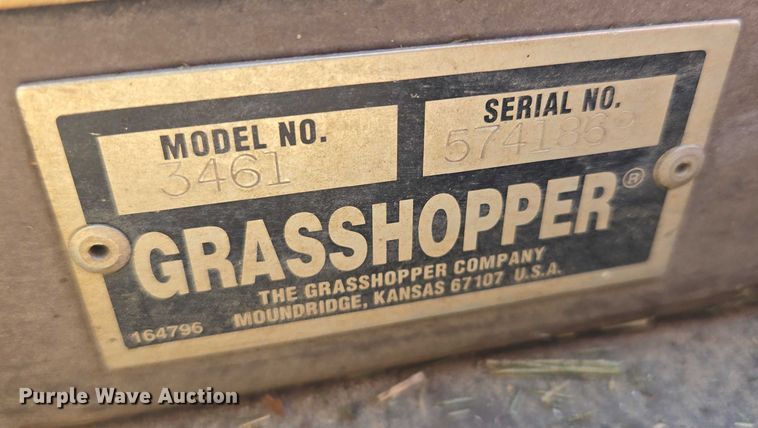 MODEL NO.
3461
SERIAL NO.
GRASSHOPPER®
THE GRASSHOPPER COMPANY
MOUNDRIDGE, KANSAS 67107 U.S.A.
164796
Purple Wave Auction